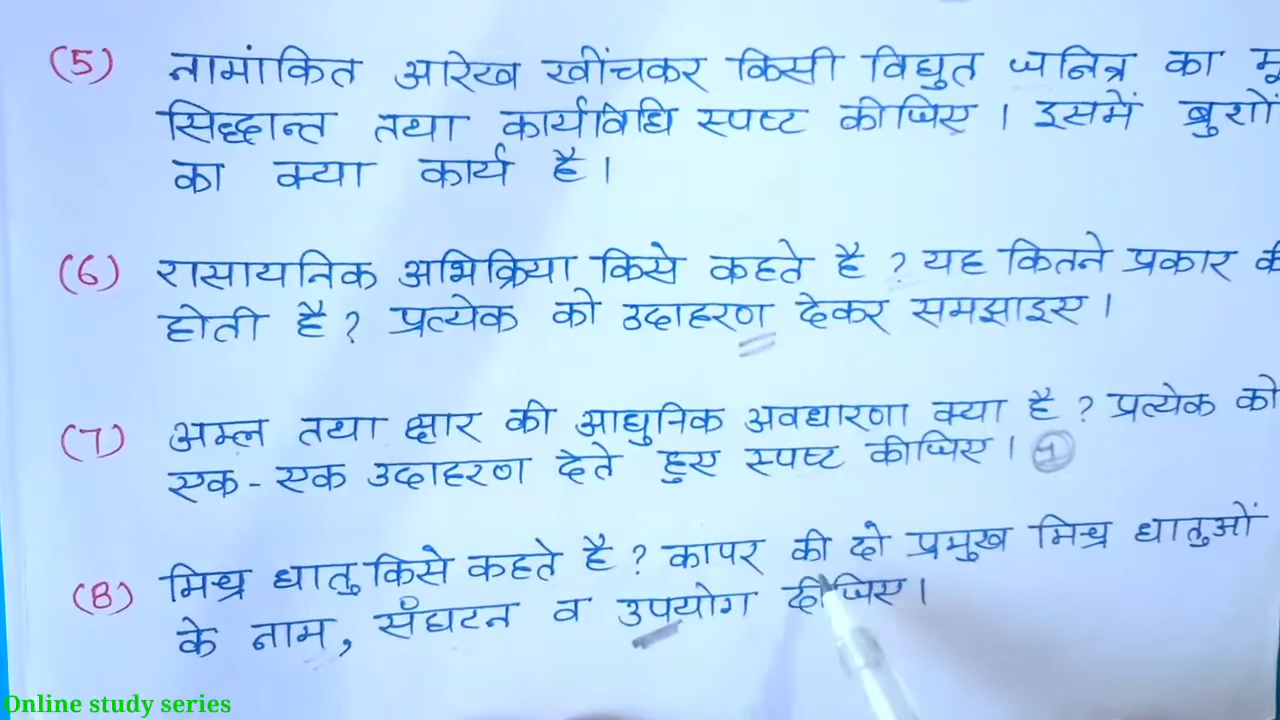 (5) नामांकित आरेख खींचकर किसी विद्युत जनित्र का
सिद्धान्त तथा कार्यविधि स्पष्ट कीजिए । इसमें ब्रुशों
का क्या कार्य है ।
(6) रासायनिक अभिक्रिया किसे कहते है ? यह कितने प्रकार की
होती है ? प्रत्येक को उदाहरण देकर समझाइए ।
(7) अम्ल तथा क्षार की आधुनिक अवधारणा क्या है ? प्रत्येक को
एक - एक उदाहरण देते हुए स्पष्ट कीजिए ।
(8) मिश्र धातु किसे कहते है ? कापर की दो प्रमुख मिश्र धातुओं
के नाम, सँघटन व उपयोग दीजिए ।
Online study series